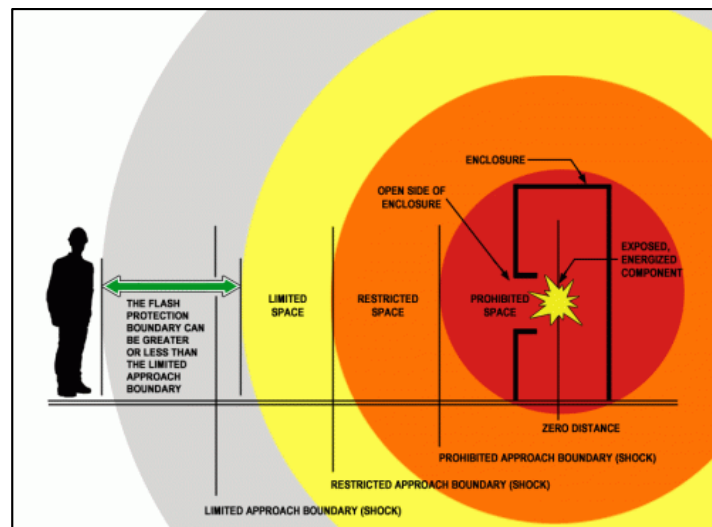 ENCLOSURE
OPEN SIDE OF
ENCLOSURE
EXPOSED,
ENERGIZED
COMPONENT
THE FLASH
PROTECTION
BOUNDARY CAN
BE GREATER
OR LESS THAN
THE LIMITED
APPROACH
BOUNDARY
LIMITED
SPACE
RESTRICTED
SPACE
PROHIBITED
SPACE
ZERO DISTANCE
PROHIBITED APPROACH BOUNDARY (SHOCK)
RESTRICTED APPROACH BOUNDARY (SHOCK)
LIMITED APPROACH BOUNDARY (SHOCK)